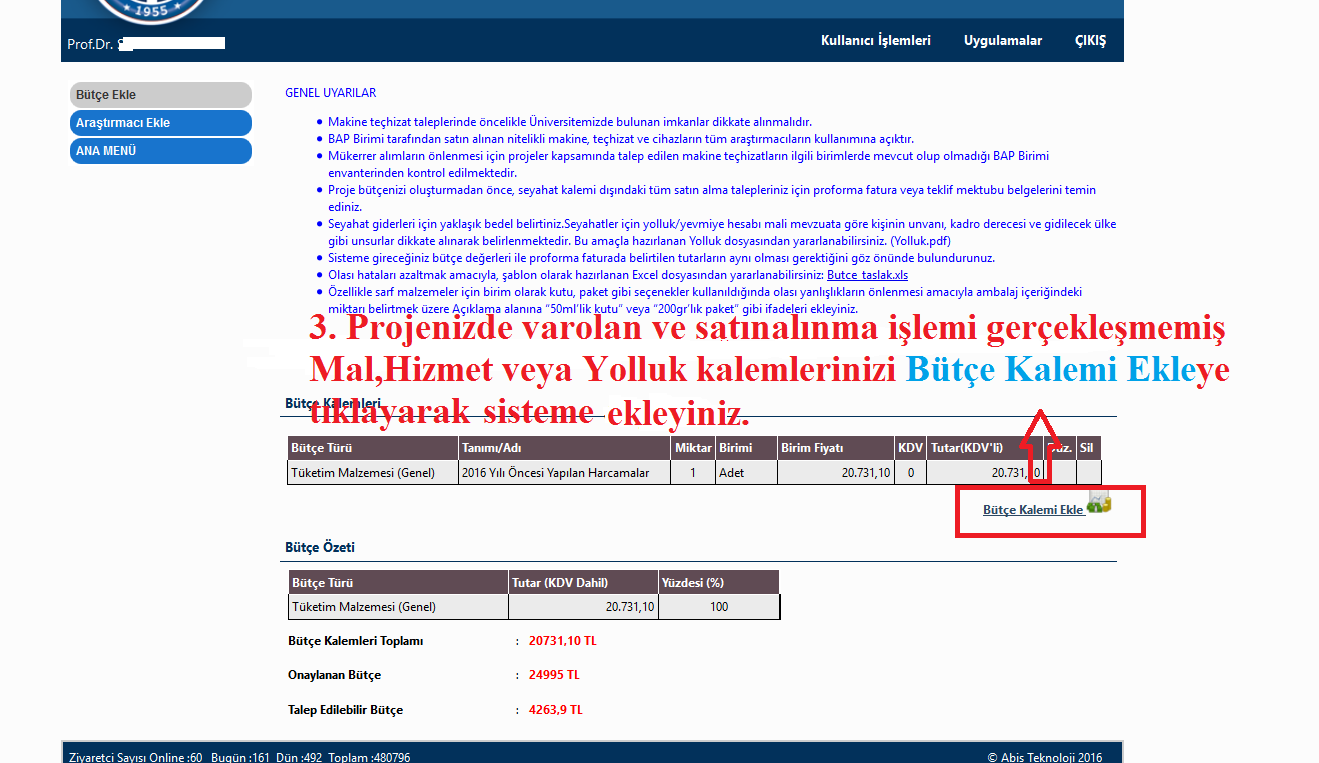 1955
Prof.Dr.
Kullanıcı İşlemleri Uygulamalar ÇIKIŞ
Bütçe Ekle
Araştırmacı Ekle
ANA MENÜ
GENEL UYARILAR
Makine teçhizat taleplerinde öncelikle Üniversitemizde bulunan imkanlar dikkate alınmalıdır.
BAP Birimi tarafından satın alınan nitelikli makine, teçhizat ve cihazların tüm araştırmacıların kullanımına açıktır.
Mükerrer alımların önlenmesi için projeler kapsamında talep edilen makine teçhizatların ilgili birimlerde mevcut olup olmadığı BAP Birimi
envanterinden kontrol edilmektedir.
Proje bütçenizi oluşturmadan önce, seyahat kalemi dışındaki tüm satın alma talepleriniz için proforma fatura veya teklif mektubu belgelerini temin
ediniz.
Seyahat giderleri için yaklaşık bedel belirtiniz.Seyahatler için yolluk/yevmiye hesabı mali mevzuata göre kişinin unvanı, kadro derecesi ve gidilecek ülke
gibi unsurlar dikkate alınarak belirlenmektedir. Bu amaçla hazırlanan Yolluk dosyasından yararlanabilirsiniz. (Yolluk.pdf)
Sisteme gireceğiniz bütçe değerleri ile proforma faturada belirtilen tutarların aynı olması gerektiğini göz önünde bulundurunuz.
Olası hataları azaltmak amacıyla, şablon olarak hazırlanan Excel dosyasından yararlanabilirsiniz: Butce_taslak.xls
Özellikle sarf malzemeler için birim olarak kutu, paket gibi seçenekler kullanıldığında olası yanlışlıkların önlenmesi amacıyla ambalaj içeriğindeki
miktarı belirtmek üzere Açıklama alanına "50ml'lik kutu" veya "200gr'lık paket" gibi ifadeleri ekleyiniz.
3. Projenizde varolan ve satınalınma işlemi gerçekleşmemiş
Mal,Hizmet veya Yolluk kalemlerinizi Bütçe Kalemi Ekleye
tıklayarak sisteme ekleyiniz.
Bütçe Kalemleri
Bütçe Türü Tanımı/Adı Miktar Birimi Birim Fiyatı KDV Tutar(KDV'li) Düz. Sil
Tüketim Malzemesi (Genel) 2016 Yılı Öncesi Yapılan Harcamalar 1 Adet 20.731,10 0 20.731,10
Bütçe Kalemi Ekle
Bütçe Özeti
Bütçe Türü Tutar (KDV Dahil) Yüzdesi (%)
Tüketim Malzemesi (Genel) 20.731,10 100
Bütçe Kalemleri Toplamı : 20731,10 TL
Onaylanan Bütçe : 24995 TL
Talep Edilebilir Bütçe : 4263,9 TL
Ziyaretçi Sayısı Online :60 Bugün :161 Dün :492 Toplam :480796
© Abis Teknoloji 2016